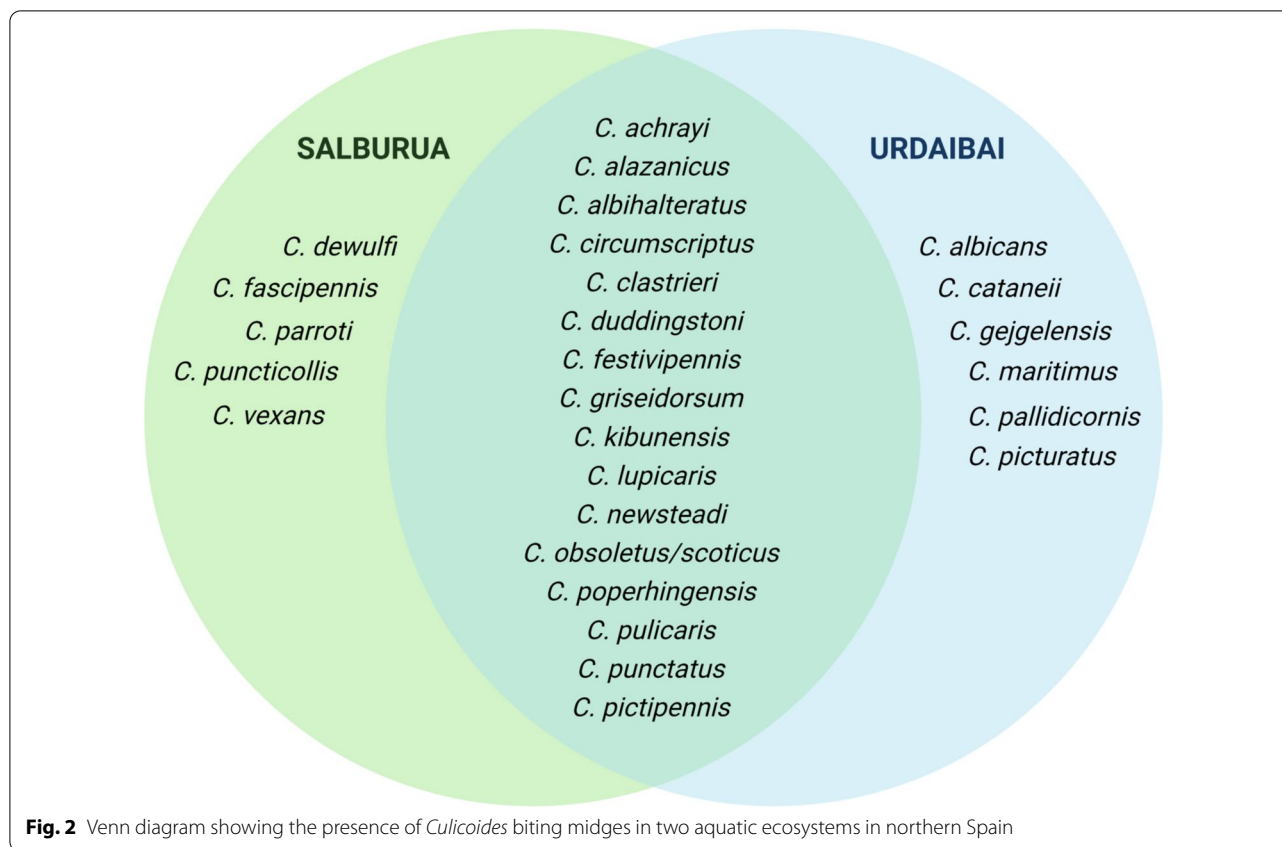 SALBURUA
C. dewulfi
C. fascipennis
C. parroti
C. puncticollis
C. vexans
C. achrayi
C. alazanicus
C. albihalteratus
C. circumscriptus
C. clastrieri
C. duddingstoni
C. festivipennis
C. griseidorsum
C. kibunensis
C. lupicaris
C. newsteadi
C. obsoletus/scoticus
C. poperhingensis
C. pulicaris
C. punctatus
C. pictipennis
URDAIBAI
C. albicans
C. cataneii
C. gejgelensis
C. maritimus
C. pallidicornis
C. picturatus
Fig. 2 Venn diagram showing the presence of Culicoides biting midges in two aquatic ecosystems in northern Spain